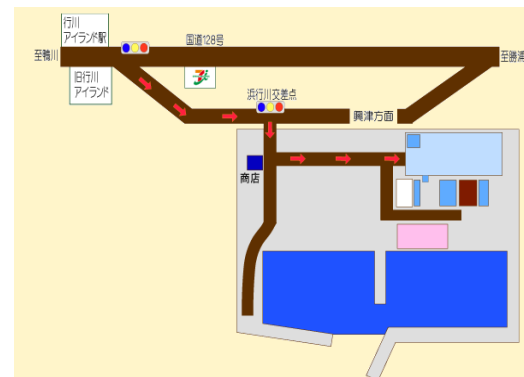 行川
アイランド駅
国道128号
至鴨川
至勝浦
旧行川
アイランド
7
浜行川交差点
興津方面
商店